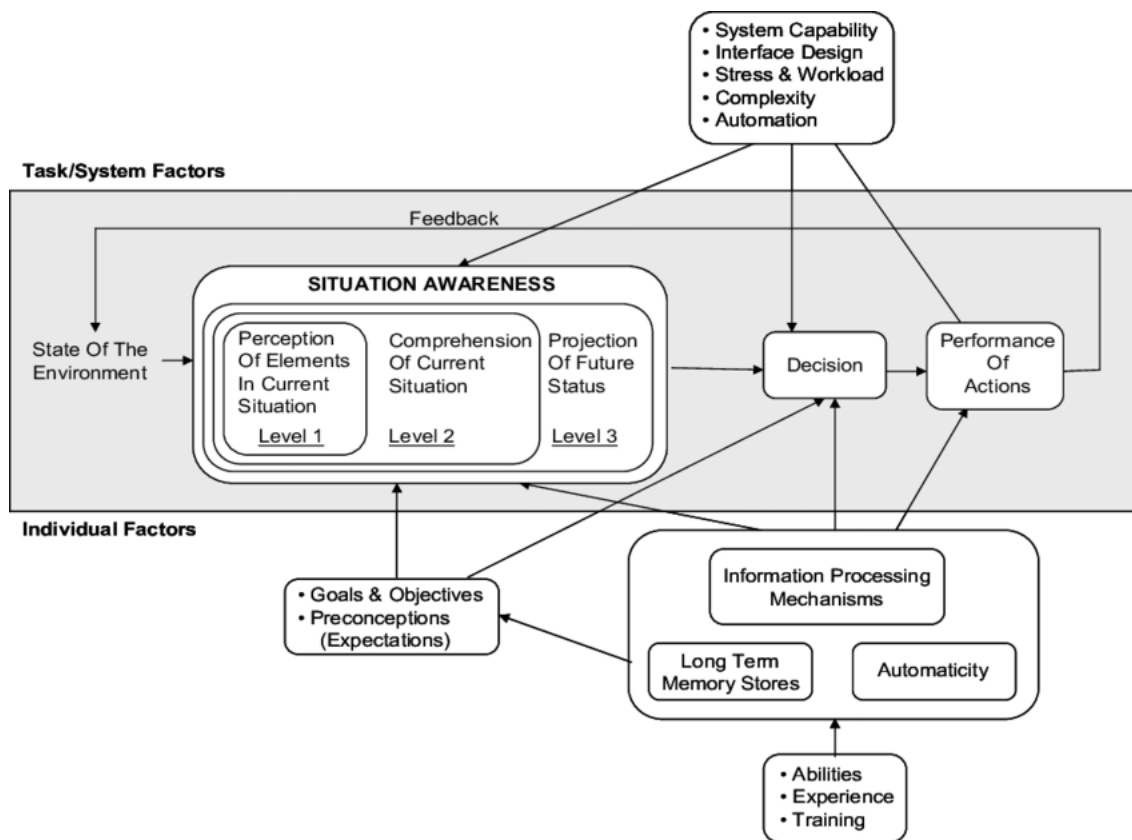 • System Capability
• Interface Design
• Stress & Workload
• Complexity
• Automation
Task/System Factors
Feedback
SITUATION AWARENESS
State Of The
Environment
Perception
Of Elements
In Current
Situation
Level 1
Comprehension
Of Current
Situation
Level 2
Projection
Of Future
Status
Level 3
Decision
Performance
Of
Actions
Individual Factors
• Goals & Objectives
• Preconceptions
(Expectations)
Information Processing
Mechanisms
Long Term
Memory Stores
Automaticity
• Abilities
• Experience
• Training